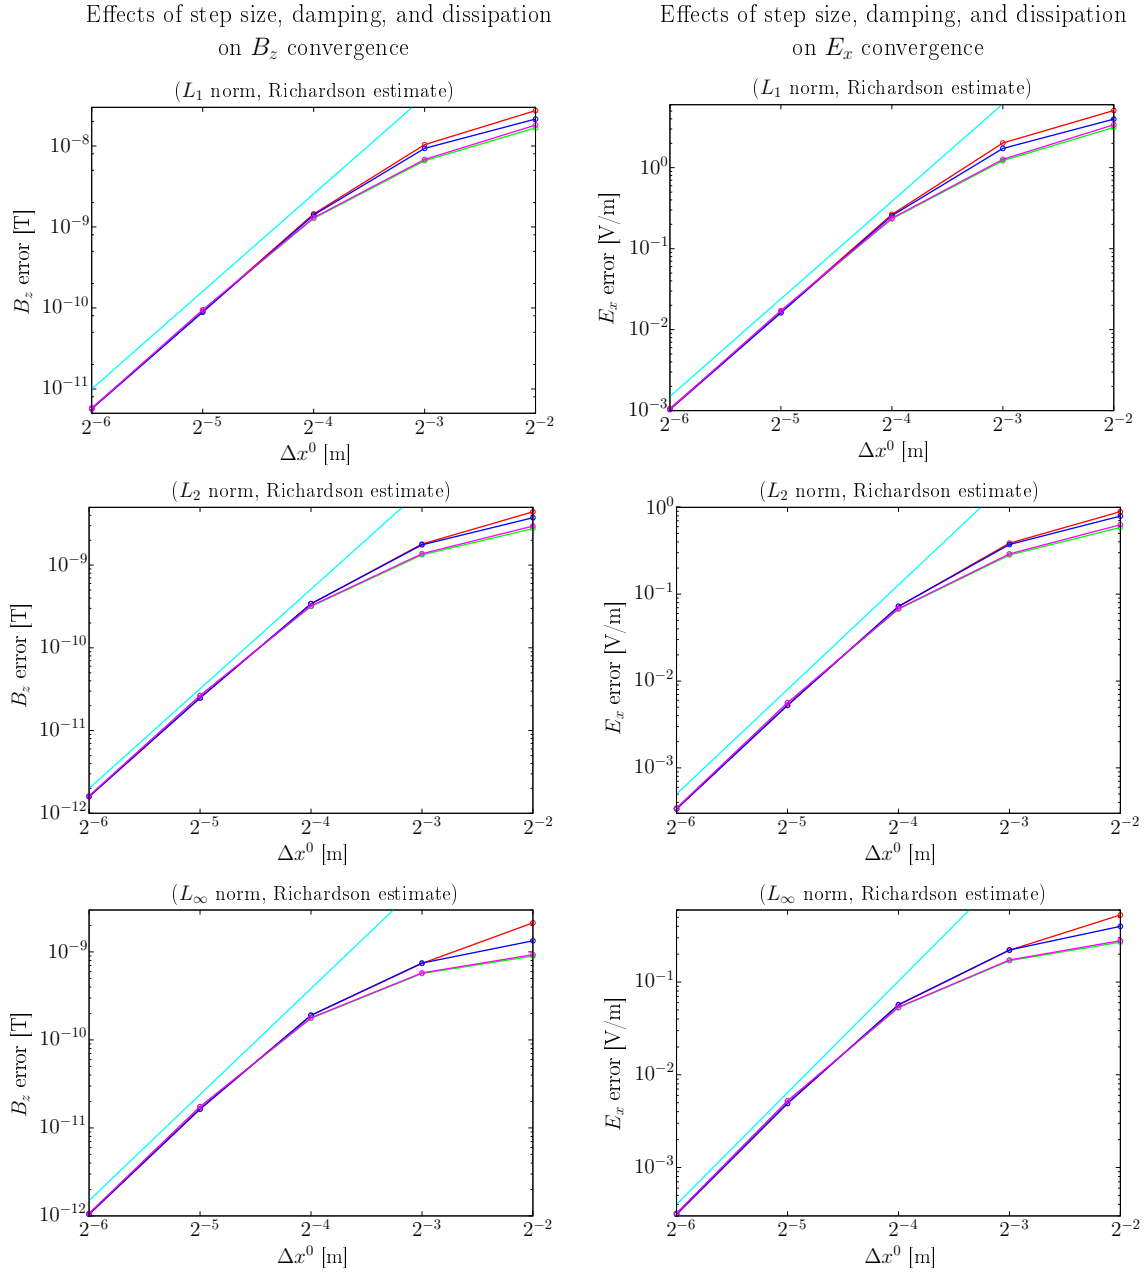 Effects of step size, damping, and dissipation
on B_z convergence
(L_1 norm, Richardson estimate)
B_z error [T]
10^{-8}
10^{-9}
10^{-10}
10^{-11}
2^{-6} 2^{-5} 2^{-4} 2^{-3} 2^{-2}
Δx^0 [m]
(L_2 norm, Richardson estimate)
B_z error [T]
10^{-9}
10^{-10}
10^{-11}
10^{-12}
2^{-6} 2^{-5} 2^{-4} 2^{-3} 2^{-2}
Δx^0 [m]
(L_∞ norm, Richardson estimate)
B_z error [T]
10^{-9}
10^{-10}
10^{-11}
10^{-12}
2^{-6} 2^{-5} 2^{-4} 2^{-3} 2^{-2}
Δx^0 [m]
Effects of step size, damping, and dissipation
on E_x convergence
(L_1 norm, Richardson estimate)
E_x error [V/m]
10^0
10^{-1}
10^{-2}
10^{-3}
2^{-6} 2^{-5} 2^{-4} 2^{-3} 2^{-2}
Δx^0 [m]
(L_2 norm, Richardson estimate)
E_x error [V/m]
10^0
10^{-1}
10^{-2}
10^{-3}
2^{-6} 2^{-5} 2^{-4} 2^{-3} 2^{-2}
Δx^0 [m]
(L_∞ norm, Richardson estimate)
E_x error [V/m]
10^{-1}
10^{-2}
10^{-3}
2^{-6} 2^{-5} 2^{-4} 2^{-3} 2^{-2}
Δx^0 [m]